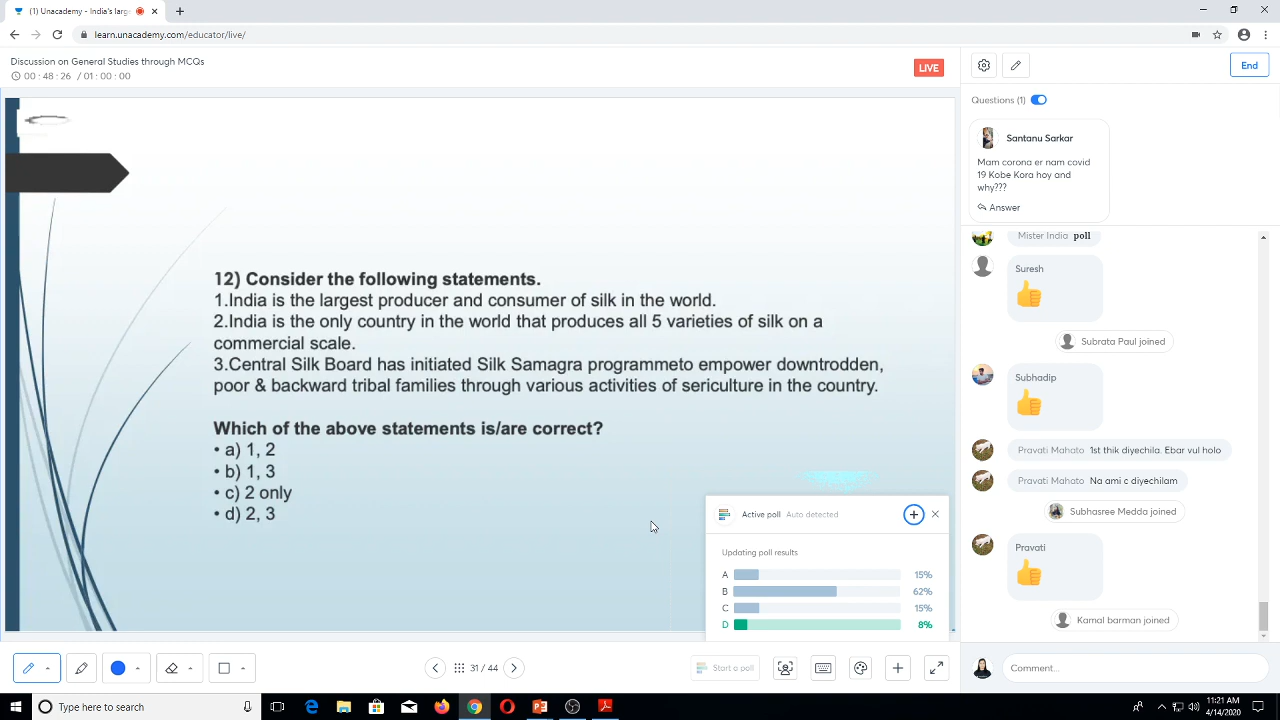 (1) Unacademy - India's larg
learn.unacademy.com/educator/live/
Discussion on General Studies through MCQs
00 : 48 : 26 / 01 : 00 : 00
LIVE
End
12) Consider the following statements.
1.India is the largest producer and consumer of silk in the world.
2.India is the only country in the world that produces all 5 varieties of silk on a
commercial scale.
3.Central Silk Board has initiated Silk Samagra programmeto empower downtrodden,
poor & backward tribal families through various activities of sericulture in the country.
Which of the above statements is/are correct?
• a) 1, 2
• b) 1, 3
• c) 2 only
• d) 2, 3
Active poll Auto detected
Updating poll results
A 15%
B 62%
C 15%
D 8%
31 / 44
Start a poll
Questions (1)
Santanu Sarkar
Mam corona er nam covid
19 Kobe Kora hoy and
why???
Answer
Mister India poll
Suresh
Subrata Paul joined
Subhadip
Pravati Mahato 1st thik diyechila. Ebar vul holo
Pravati Mahato Na ami c diyechilam
Subhasree Medda joined
Pravati
Kamal barman joined
Comment...
Type here to search
11:21 AM
4/14/2020